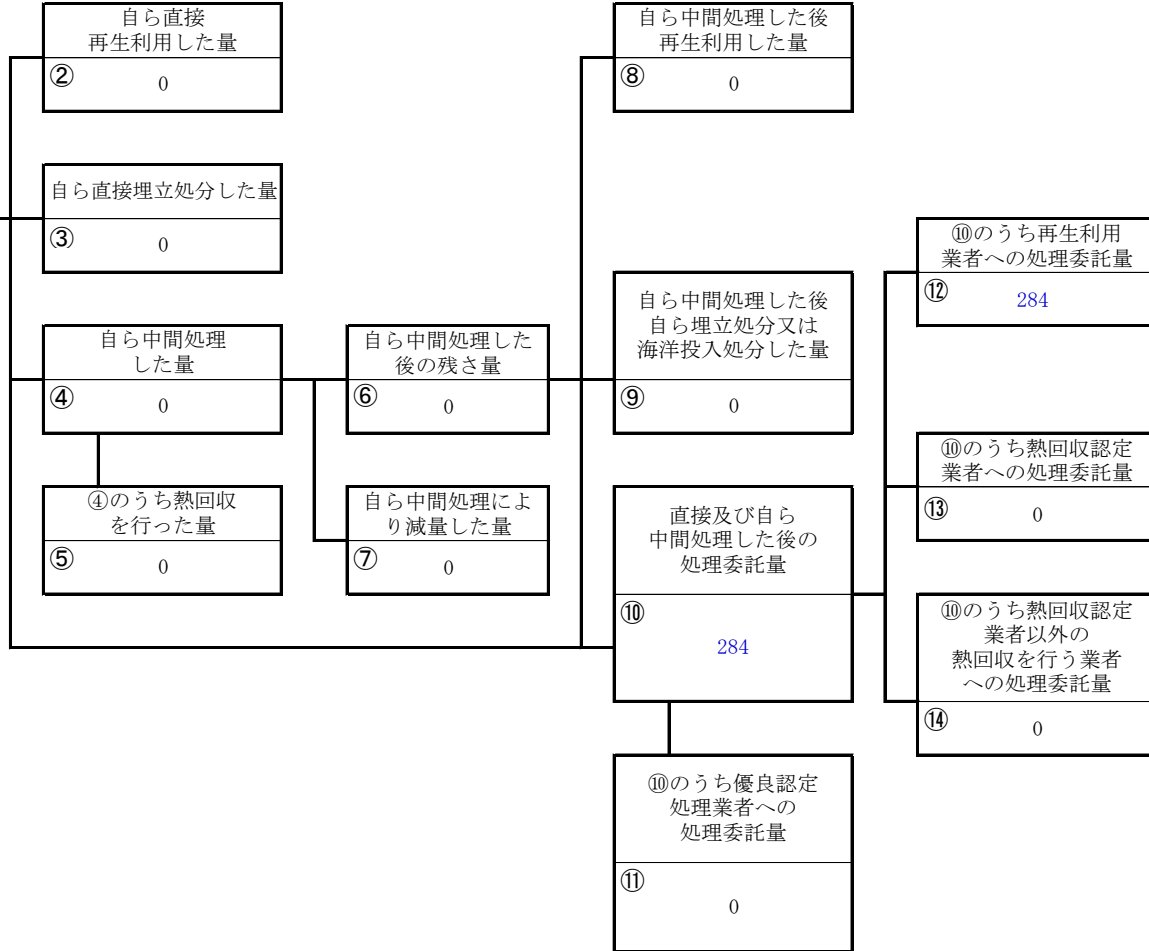 自ら直接
再生利用した量
②
0
自ら中間処理した後
再生利用した量
⑧
0
自ら直接埋立処分した量
③
0
⑩のうち再生利用
業者への処理委託量
⑫
284
自ら中間処理した後
自ら埋立処分又は
海洋投入処分した量
⑨
0
自ら中間処理
した量
④
0
自ら中間処理した
後の残さ量
⑥
0
⑩のうち熱回収認定
業者への処理委託量
⑬
0
④のうち熱回収
を行った量
⑤
0
自ら中間処理によ
り減量した量
⑦
0
直接及び自ら
中間処理した後の
処理委託量
⑩
284
⑩のうち熱回収認定
業者以外の
熱回収を行う業者
への処理委託量
⑭
0
⑩のうち優良認定
処理業者への
処理委託量
⑪
0